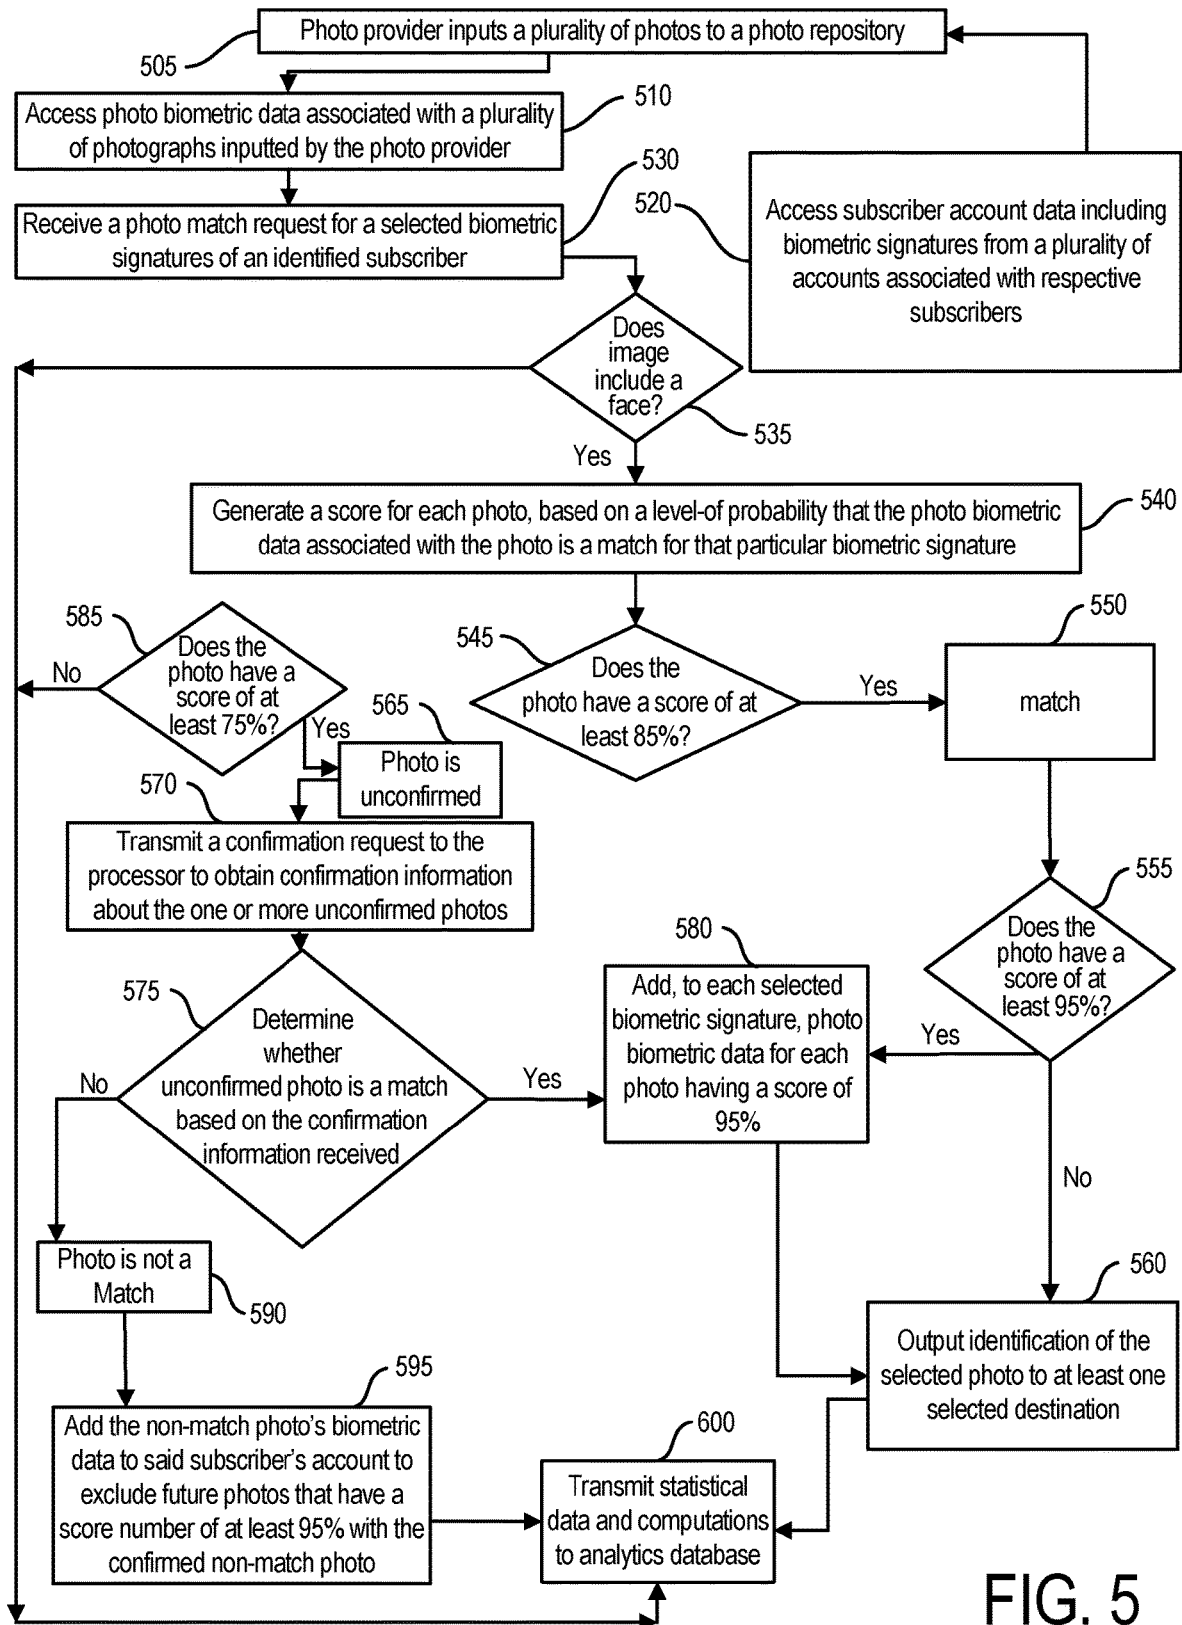 Photo provider inputs a plurality of photos to a photo repository
505
Access photo biometric data associated with a plurality
of photographs inputted by the photo provider
510
530
Receive a photo match request for a selected biometric
signatures of an identified subscriber
520
Access subscriber account data including
biometric signatures from a plurality of
accounts associated with respective
subscribers
Does
image
include a
face?
535
Yes
Generate a score for each photo, based on a level-of probability that the photo biometric
data associated with the photo is a match for that particular biometric signature
540
585
Does the
photo have a
score of at
least 75%?
No
Yes
545
Does the
photo have a score of at
least 85%?
Yes
550
match
565
Photo is
unconfirmed
570
Transmit a confirmation request to the
processor to obtain confirmation information
about the one or more unconfirmed photos
555
Does the
photo have a
score of at
least 95%?
Yes
No
575
Determine
whether
unconfirmed photo is a match
based on the confirmation
information received
No
Yes
580
Add, to each selected
biometric signature, photo
biometric data for each
photo having a score of
95%
Photo is not a
Match
590
560
Output identification of the
selected photo to at least one
selected destination
595
Add the non-match photo's biometric
data to said subscriber's account to
exclude future photos that have a
score number of at least 95% with the
confirmed non-match photo
600
Transmit statistical
data and computations
to analytics database
FIG. 5